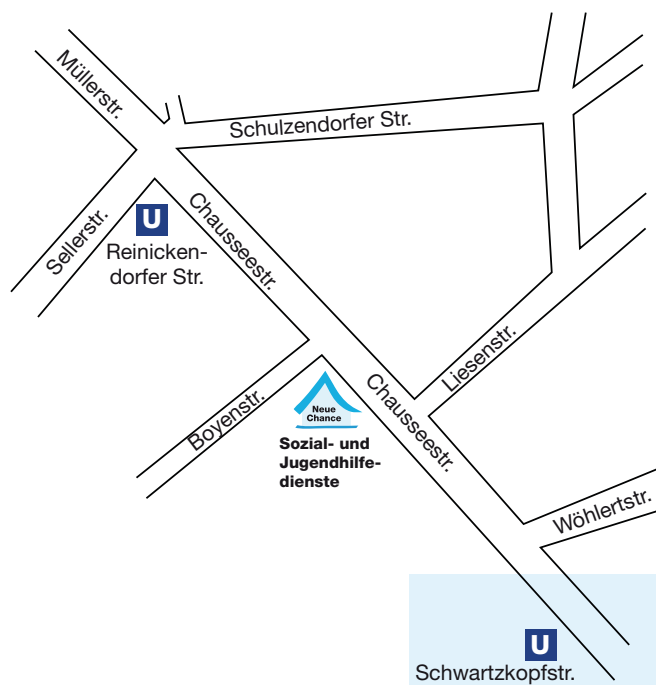 Müllerstr.
Schulzendorfer Str.
Sellerstr.
U
Reinicken-
dorfer Str.
Chausseestr.
Liesenstr.
Boyenstr.
Neue
Chance
Chausseestr.
Sozial- und
Jugendhilfe-
dienste
Wöhlertstr.
U
Schwartzkopfstr.